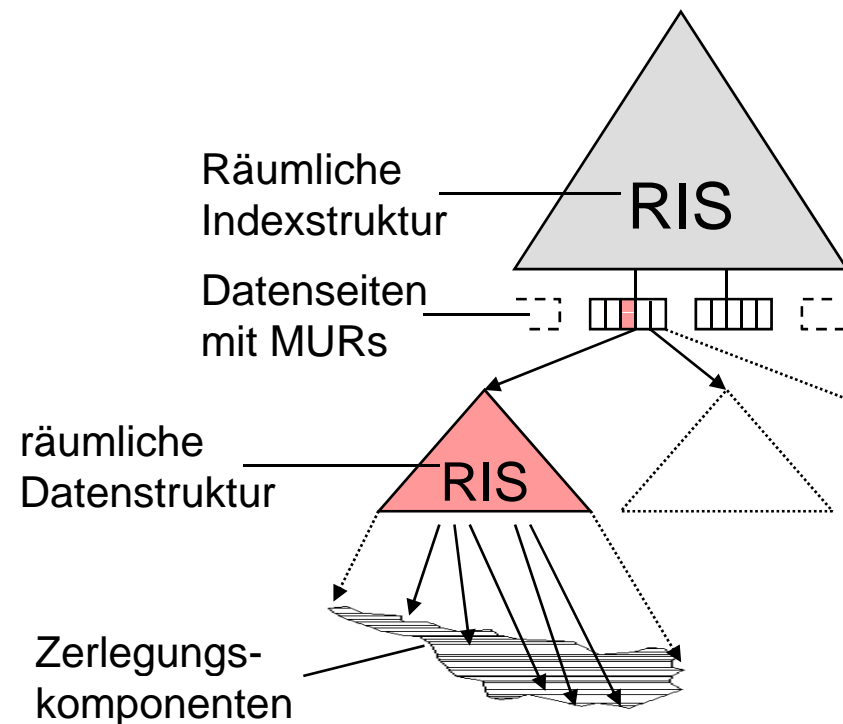 Räumliche
Indexstruktur
RIS
Datenseiten
mit MURs
räumliche
Datenstruktur
RIS
Zerlegungs-
komponenten